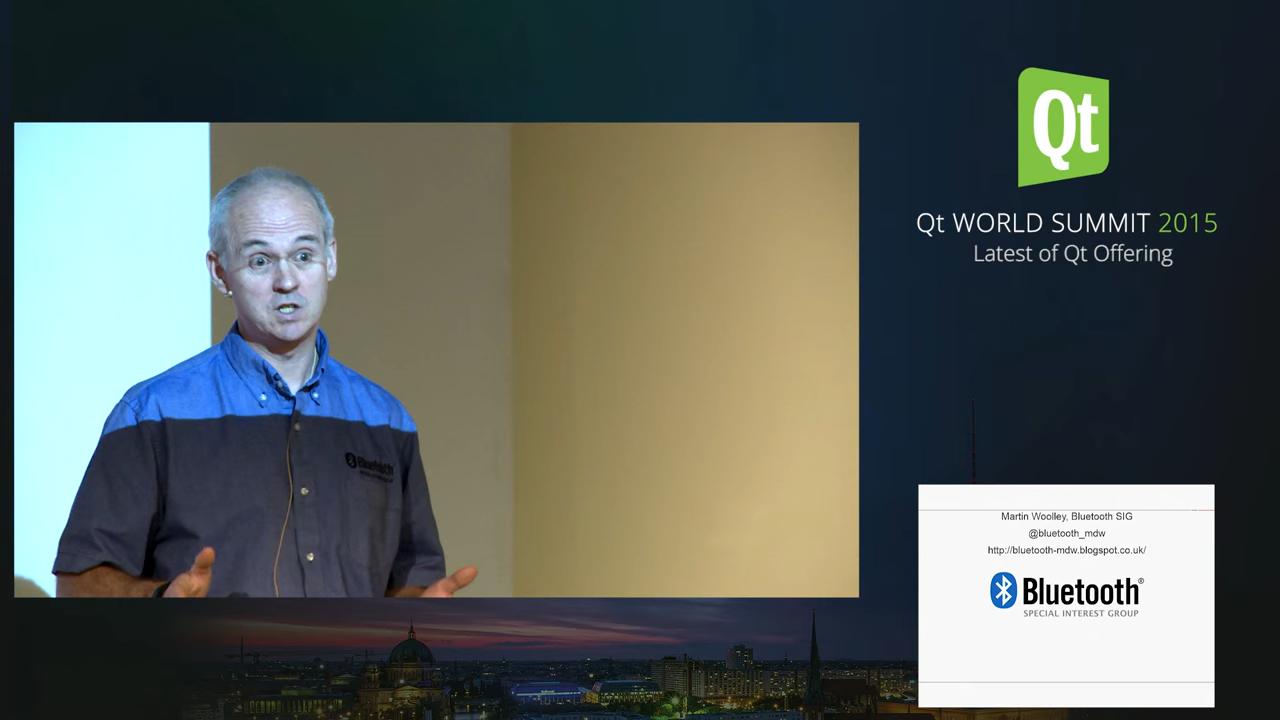 Qt
Qt WORLD SUMMIT 2015
Latest of Qt Offering
Bluetooth
Martin Woolley, Bluetooth SIG
@bluetooth_mdw
http://bluetooth-mdw.blogspot.co.uk/
Bluetooth®
SPECIAL INTEREST GROUP